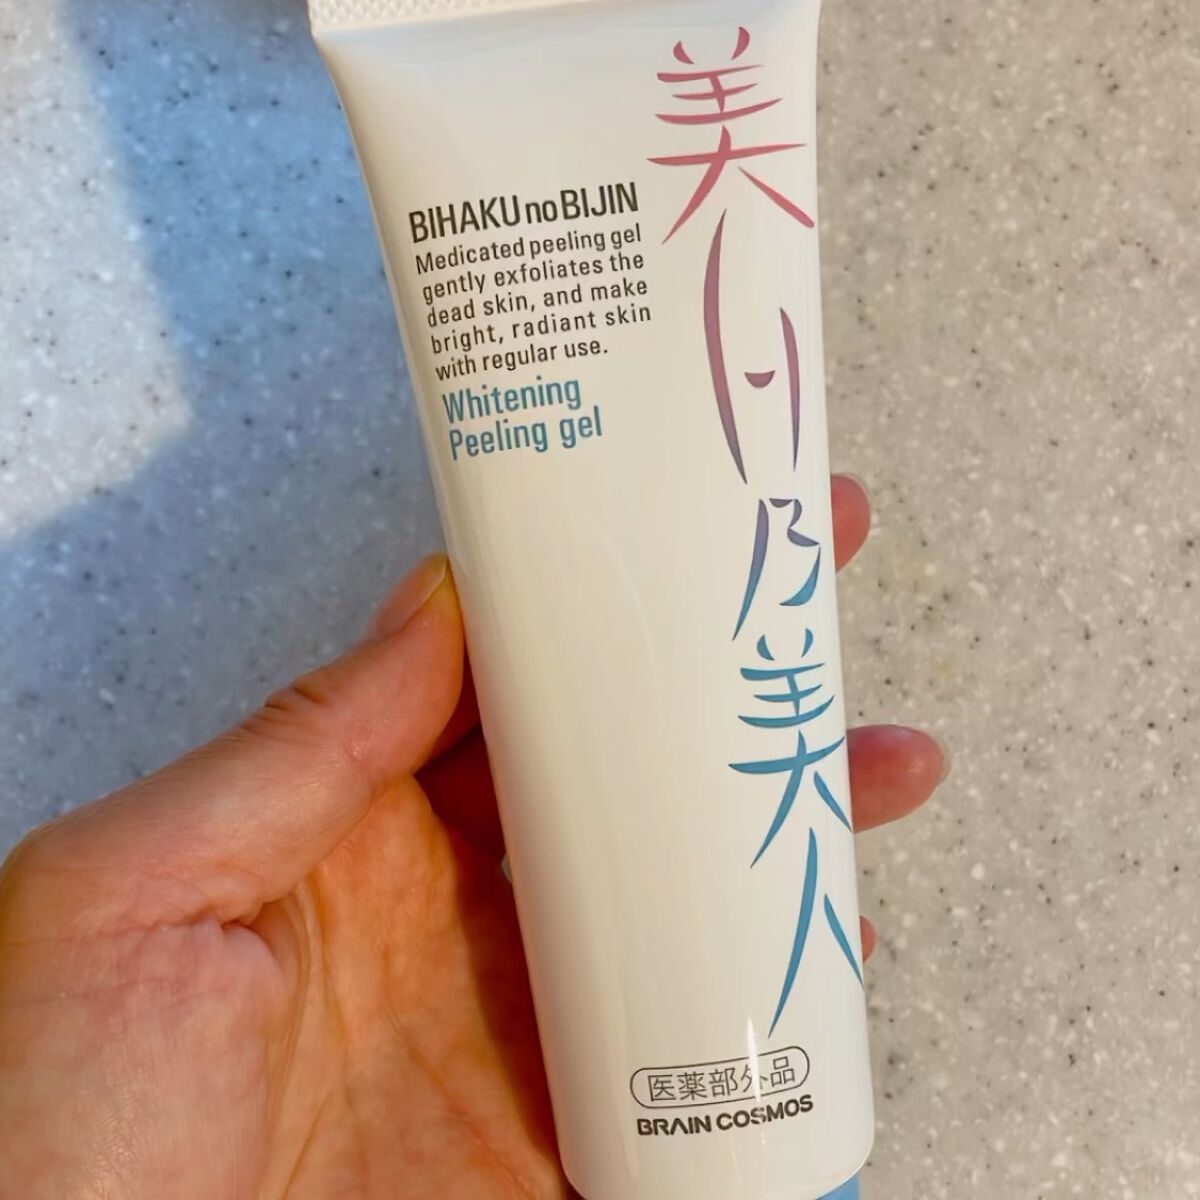 美白乃美人
BIHAKU no BIJIN
Medicated peeling gel
gently exfoliates the
dead skin, and make
bright, radiant skin
with regular use.
Whitening
Peeling gel
医薬部外品
BRAIN COSMOS